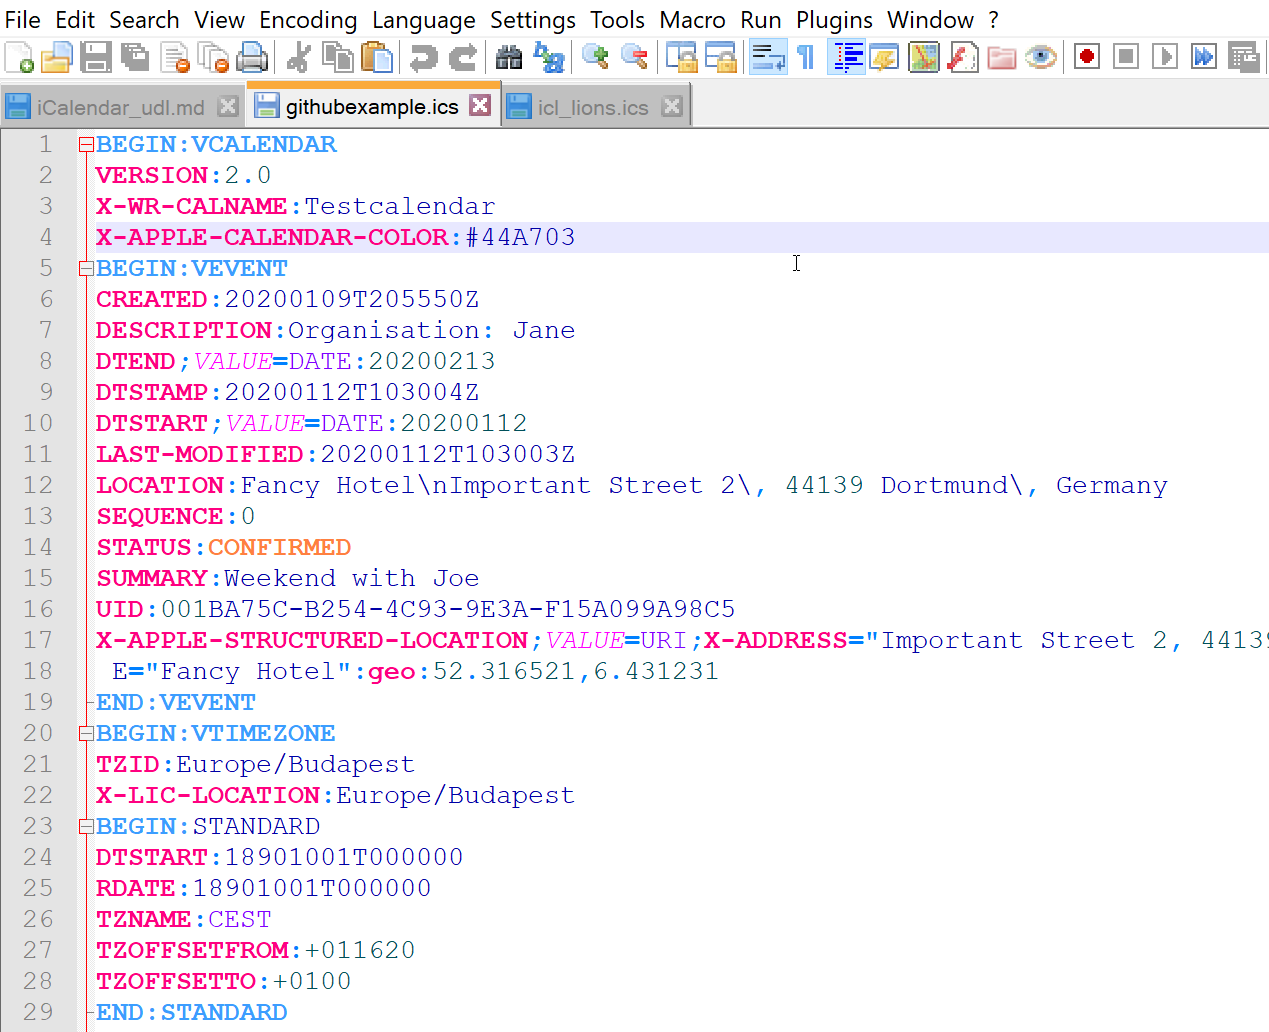 File Edit Search View Encoding Language Settings Tools Macro Run Plugins Window ?
iCalendar_udl.md githubexample.ics icl_lions.ics
1 BEGIN:VCALENDAR
2 VERSION:2.0
3 X-WR-CALNAME:Testcalendar
4 X-APPLE-CALENDAR-COLOR:#44A703
5 BEGIN:VEVENT
6 CREATED:20200109T205550Z
7 DESCRIPTION:Organisation: Jane
8 DTEND;VALUE=DATE:20200213
9 DTSTAMP:20200112T103004Z
10 DTSTART;VALUE=DATE:20200112
11 LAST-MODIFIED:20200112T103003Z
12 LOCATION:Fancy Hotel\nImportant Street 2\, 44139 Dortmund\, Germany
13 SEQUENCE:0
14 STATUS:CONFIRMED
15 SUMMARY:Weekend with Joe
16 UID:001BA75C-B254-4C93-9E3A-F15A099A98C5
17 X-APPLE-STRUCTURED-LOCATION;VALUE=URI;X-ADDRESS="Important Street 2, 44139
18 E="Fancy Hotel":geo:52.316521,6.431231
19 END:VEVENT
20 BEGIN:VTIMEZONE
21 TZID:Europe/Budapest
22 X-LIC-LOCATION:Europe/Budapest
23 BEGIN:STANDARD
24 DTSTART:18901001T000000
25 RDATE:18901001T000000
26 TZNAME:CEST
27 TZOFFSETFROM:+011620
28 TZOFFSETTO:+0100
29 END:STANDARD